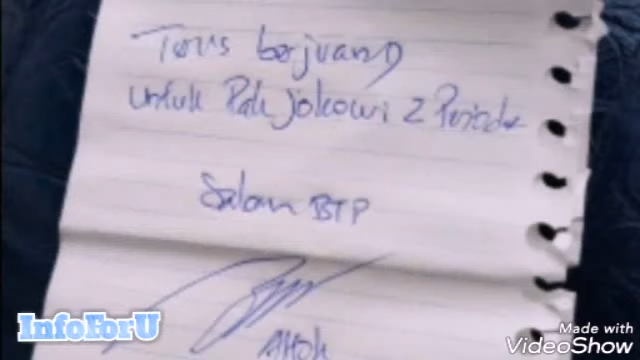 Terus berjuang
untuk Pak Jokowi 2 Periode
Salam BTP
AHok
InfoForU
Made with
VideoShow